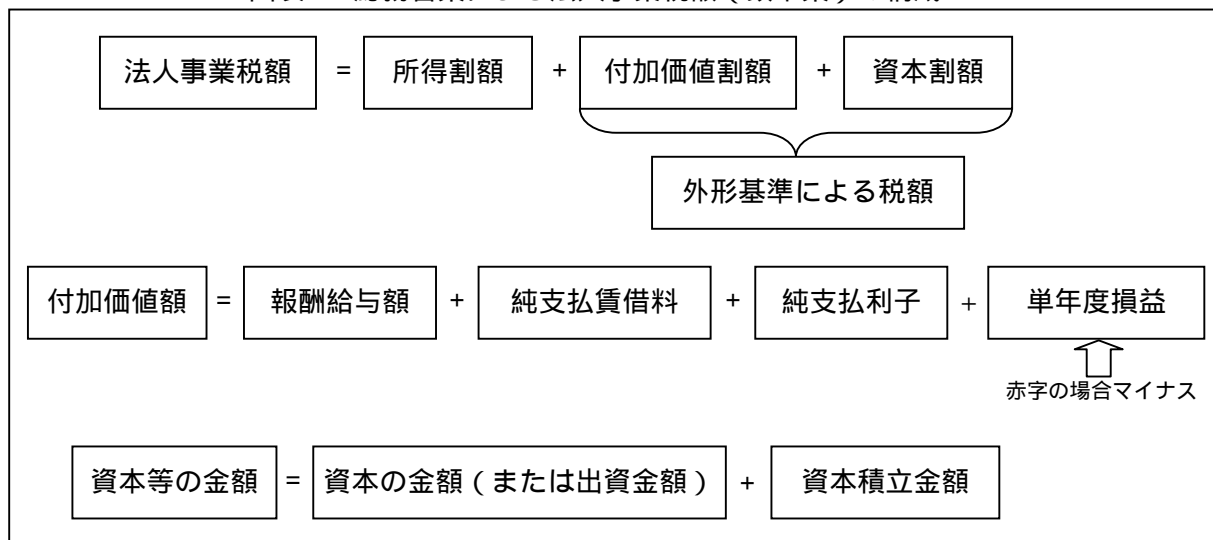 法人事業税額 = 所得割額 + 付加価値割額 + 資本割額
外形基準による税額
付加価値額 = 報酬給与額 + 純支払賃借料 + 純支払利子 + 単年度損益
赤字の場合マイナス
資本等の金額 = 資本の金額(または出資金額) + 資本積立金額